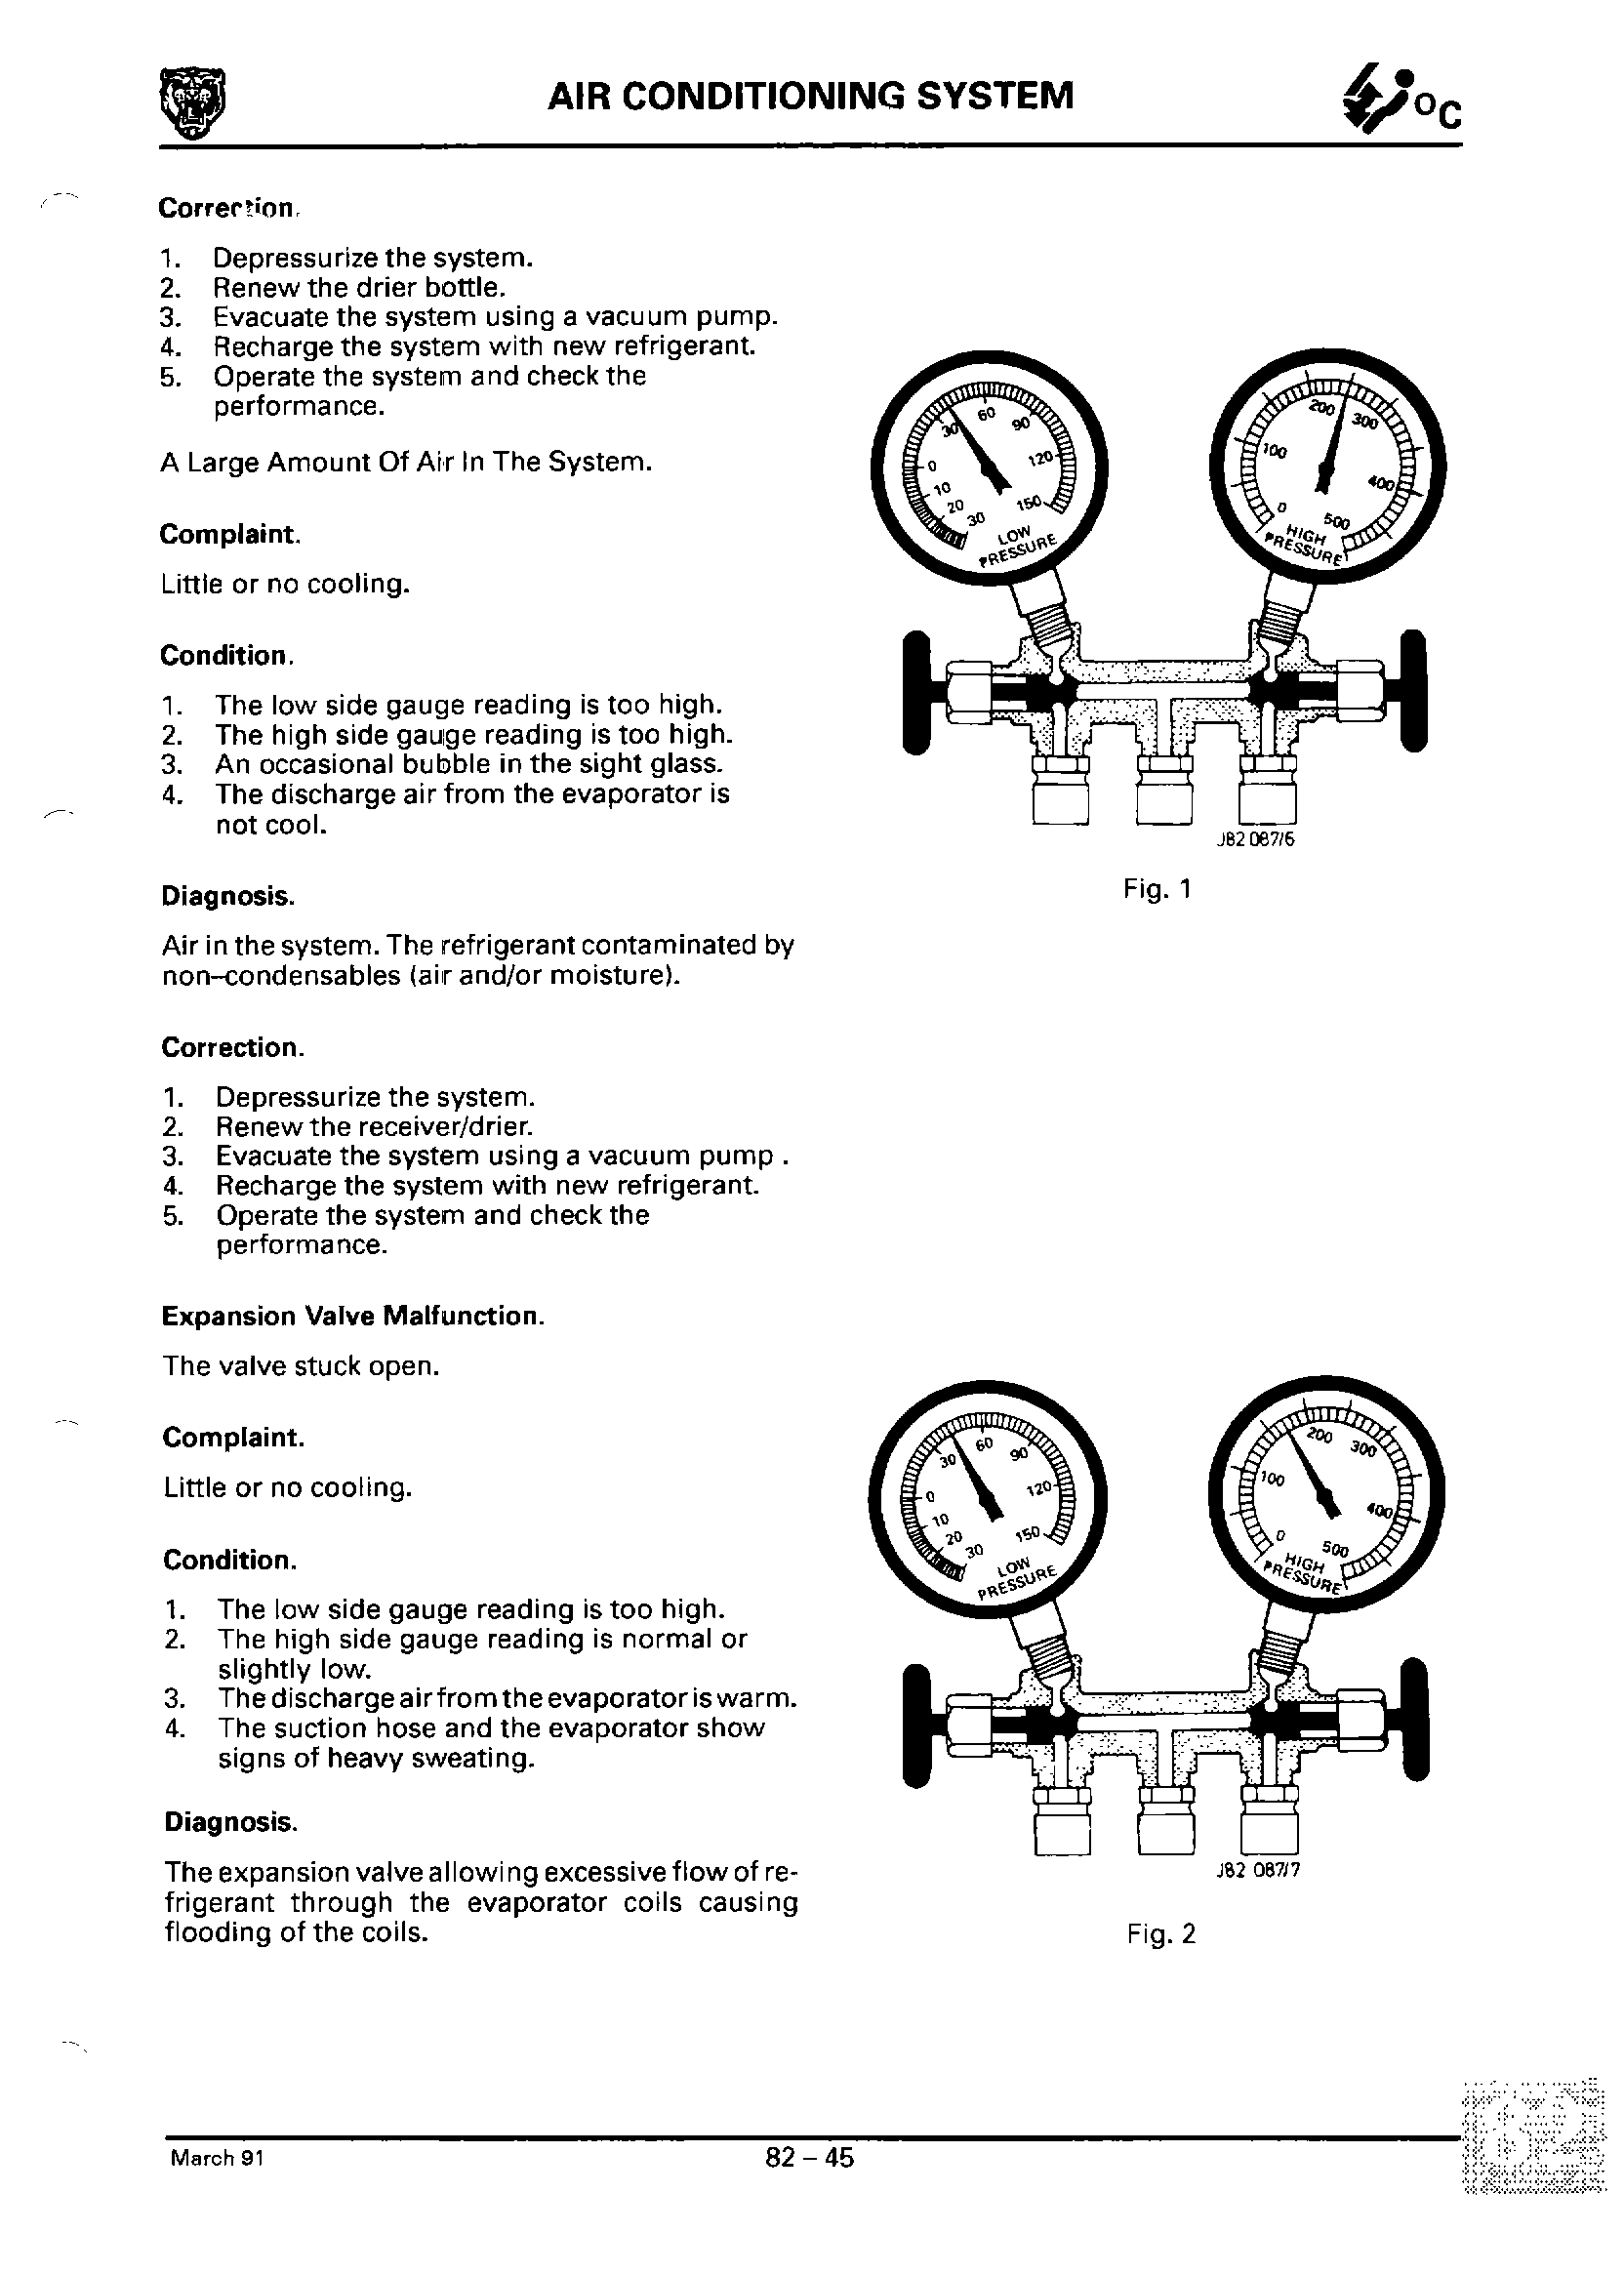 AIR CONDITIONING SYSTEM
°C
Correction.
1. Depressurize the system.
2. Renew the drier bottle.
3. Evacuate the system using a vacuum pump.
4. Recharge the system with new refrigerant.
5. Operate the system and check the
performance.
A Large Amount Of Air In The System.
Complaint.
Little or no cooling.
Condition.
1. The low side gauge reading is too high.
2. The high side gauge reading is too high.
3. An occasional bubble in the sight glass.
4. The discharge air from the evaporator is
not cool.
Diagnosis.
Air in the system. The refrigerant contaminated by
non-condensables (air and/or moisture).
Correction.
1. Depressurize the system.
2. Renew the receiver/drier.
3. Evacuate the system using a vacuum pump .
4. Recharge the system with new refrigerant.
5. Operate the system and check the
performance.
Expansion Valve Malfunction.
The valve stuck open.
Complaint.
Little or no cooling.
Condition.
1. The low side gauge reading is too high.
2. The high side gauge reading is normal or
slightly low.
3. The discharge air from the evaporator is warm.
4. The suction hose and the evaporator show
signs of heavy sweating.
Diagnosis.
The expansion valve allowing excessive flow of re-
frigerant through the evaporator coils causing
flooding of the coils.
30 20 10 0 30 60 90 120 150
LOW
PRESSURE
0 100 200 300 400 500
HIGH
PRESSURE
J82 087/6
Fig. 1
30 20 10 0 30 60 90 120 150
LOW
PRESSURE
0 100 200 300 400 500
HIGH
PRESSURE
J82 087/7
Fig. 2
March 91
82 – 45